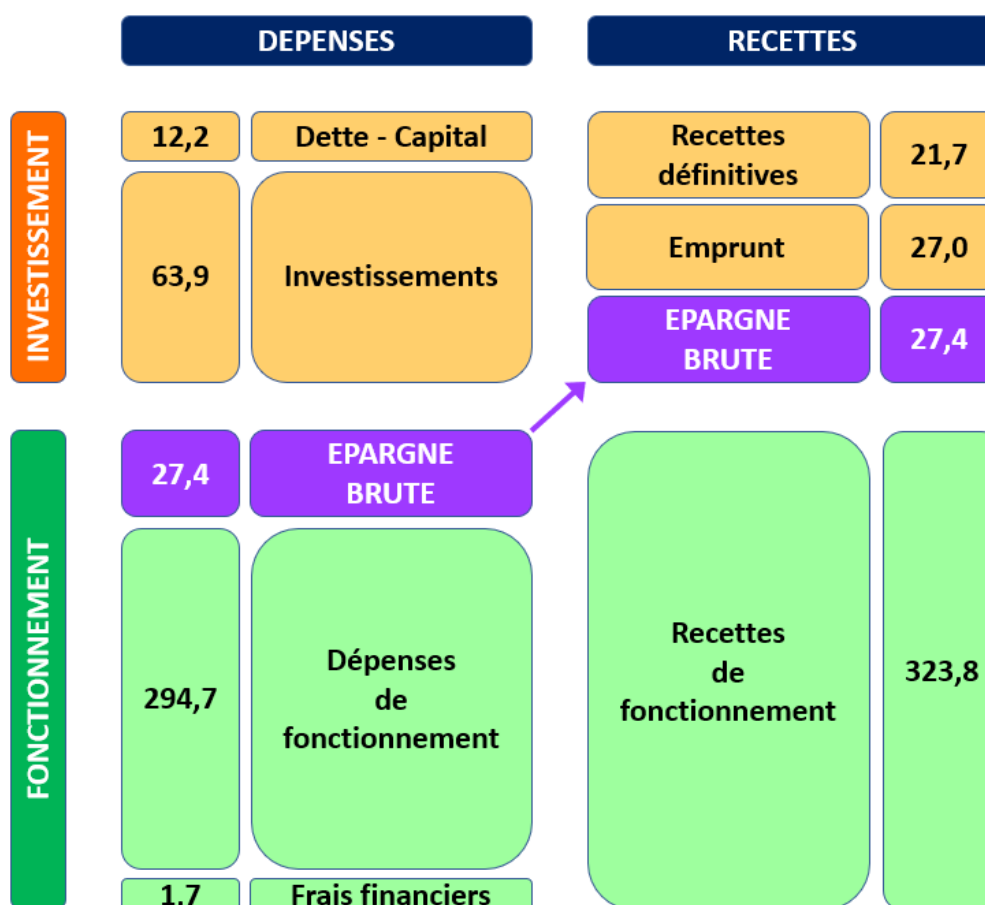 DEPENSES
RECETTES
INVESTISSEMENT
12,2
Dette - Capital
63,9
Investissements
Recettes
définitives
21,7
Emprunt
27,0
EPARGNE
BRUTE
27,4
FONCTIONNEMENT
27,4
EPARGNE
BRUTE
294,7
Dépenses
de
fonctionnement
1,7
Frais financiers
Recettes
de
fonctionnement
323,8